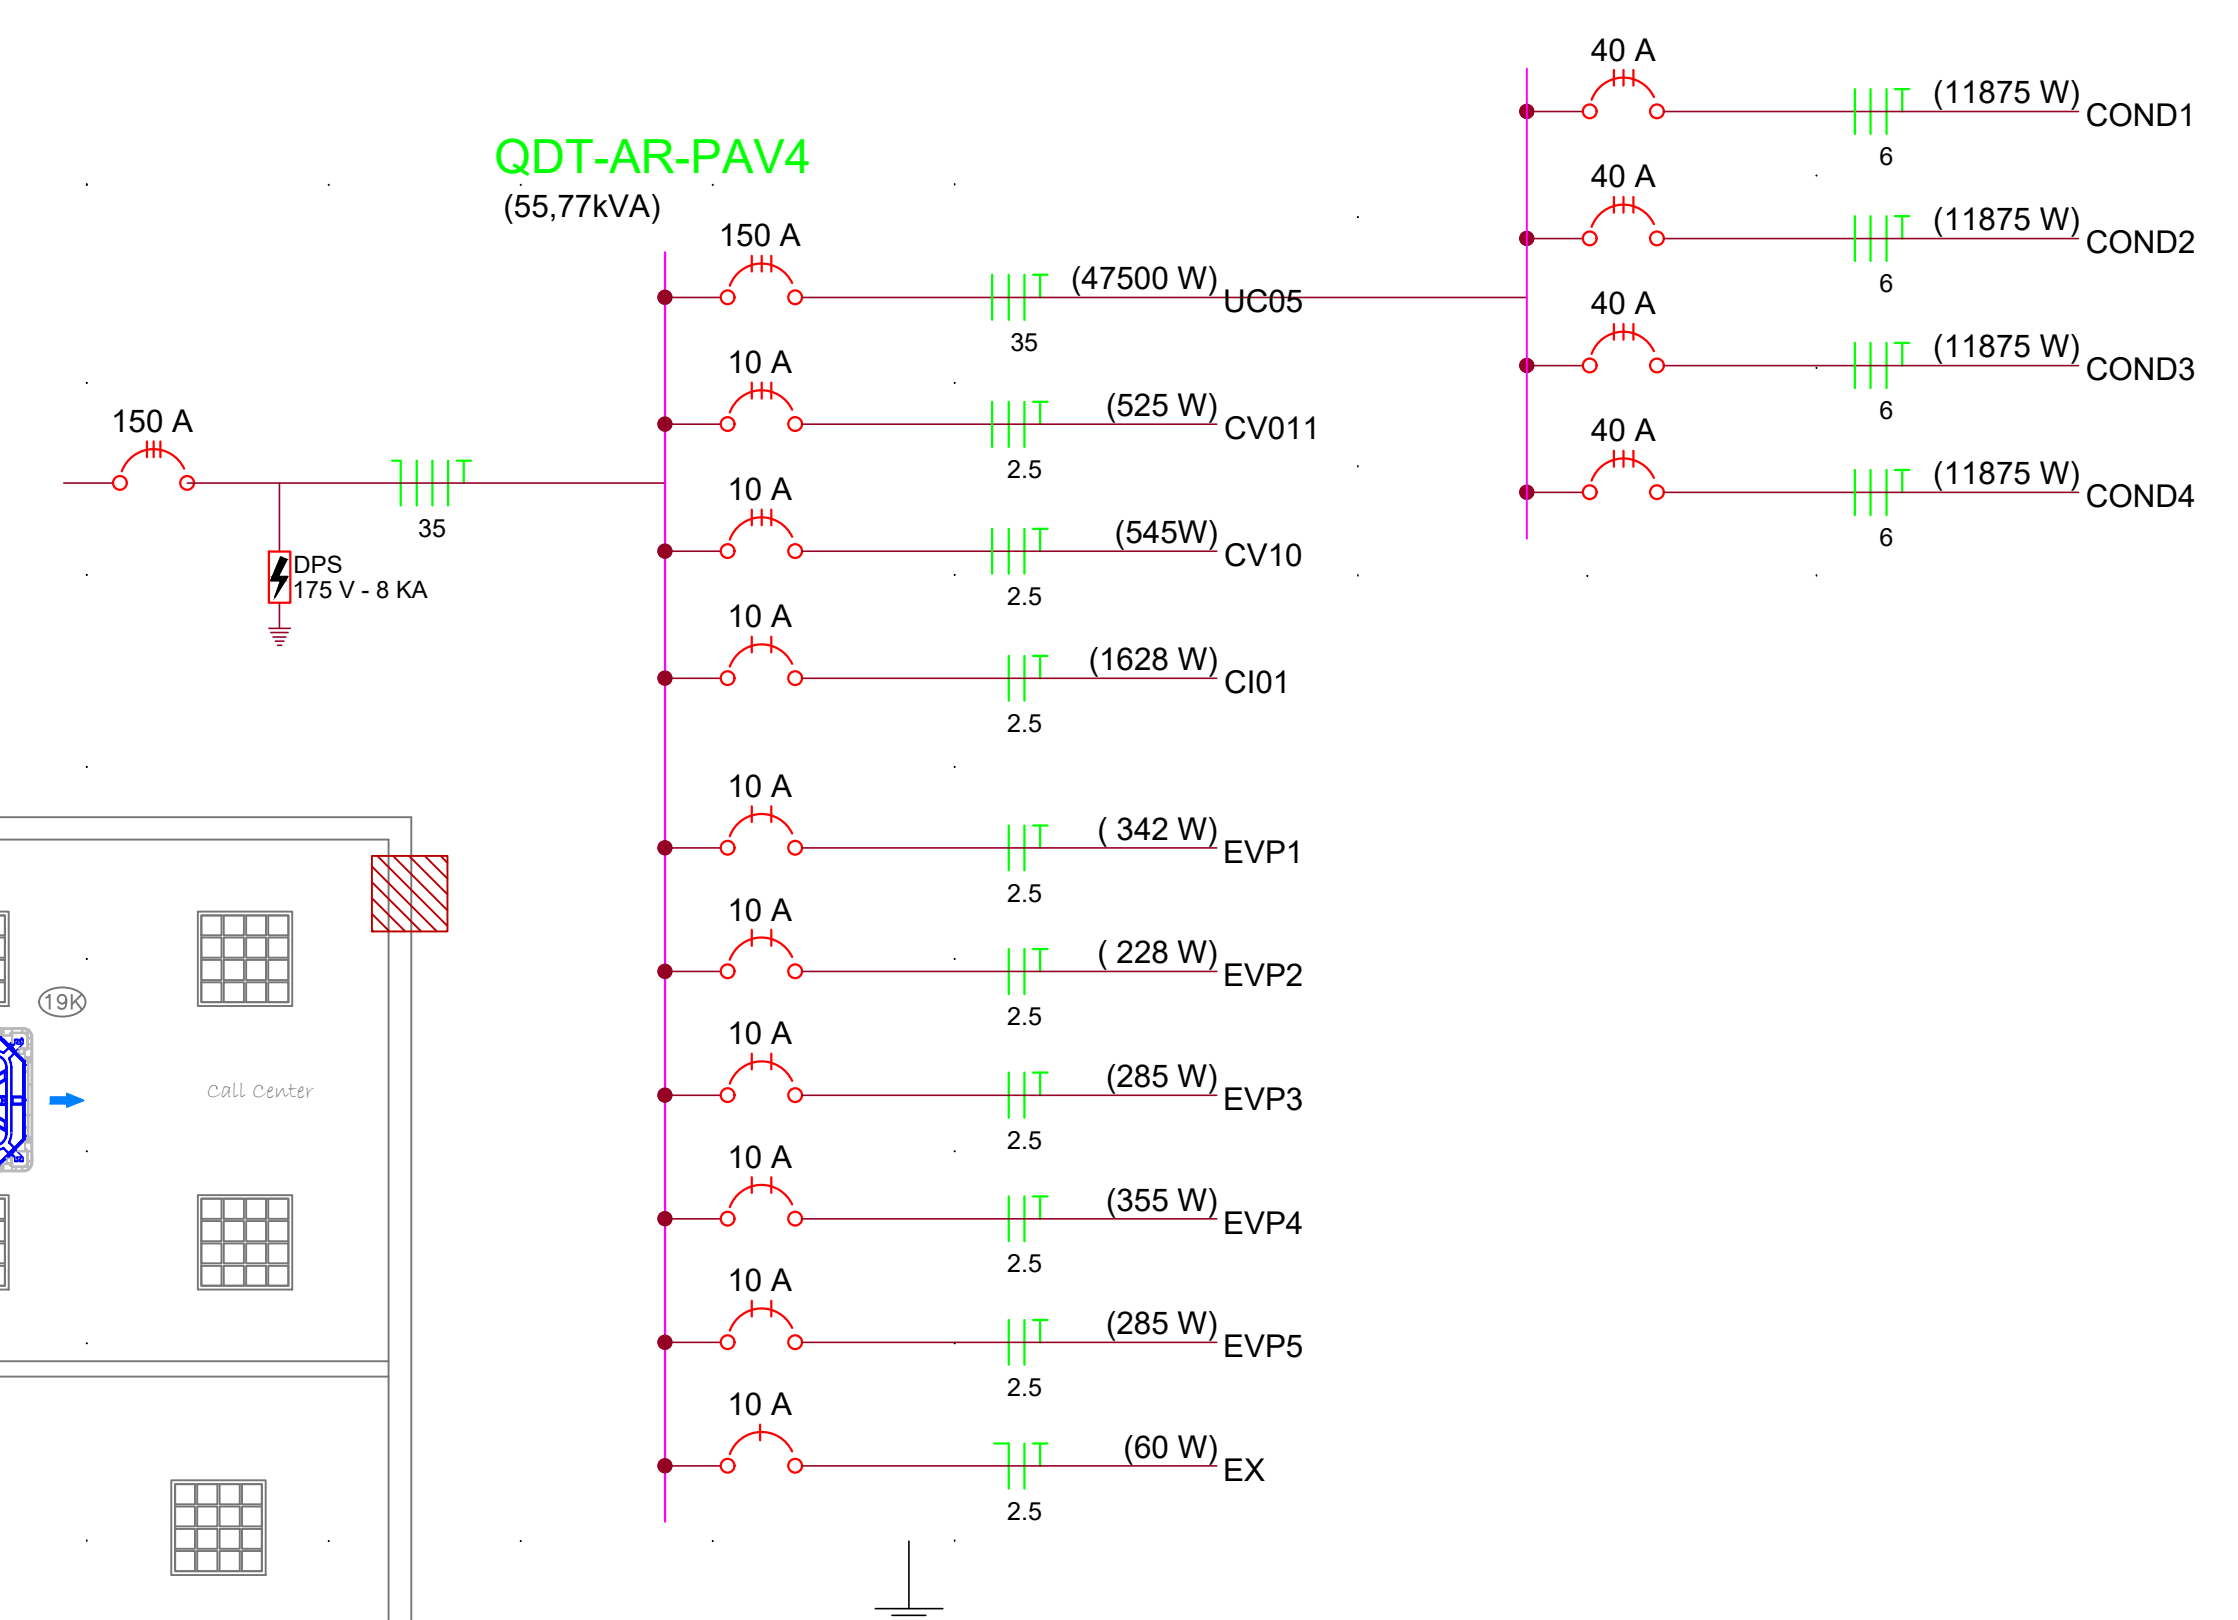 QDT-AR-PAV4
(55,77kVA)
150 A
35
DPS
175 V - 8 KA
150 A
(47500 W)
UC05
35
10 A
(525 W)
CV011
2.5
10 A
(545W)
CV10
2.5
10 A
(1628 W)
CI01
2.5
10 A
( 342 W)
EVP1
2.5
10 A
( 228 W)
EVP2
2.5
10 A
(285 W)
EVP3
2.5
10 A
(355 W)
EVP4
2.5
10 A
(285 W)
EVP5
2.5
10 A
(60 W)
EX
2.5
40 A
(11875 W)
COND1
6
40 A
(11875 W)
COND2
6
40 A
(11875 W)
COND3
6
40 A
(11875 W)
COND4
6
19K
Call Center